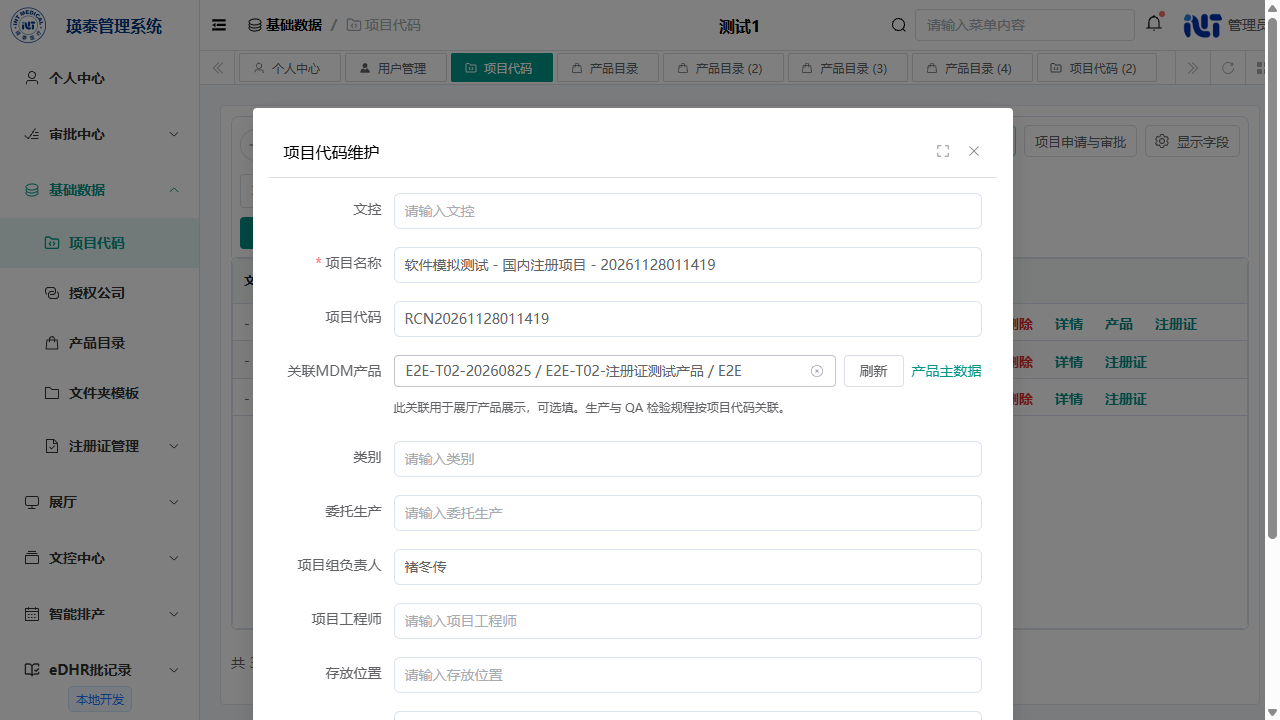 瑛泰管理系统
基础数据 / 项目代码
测试1
请输入菜单内容
管理员
个人中心
用户管理
项目代码
产品目录
产品目录 (2)
产品目录 (3)
产品目录 (4)
项目代码 (2)
个人中心
审批中心
基础数据
项目代码
授权公司
产品目录
文件夹模板
注册证管理
展厅
文控中心
智能排产
eDHR批记录
本地开发
项目申请与审批
显示字段
删除 详情 产品 注册证
删除 详情 注册证
删除 详情 注册证
共 3
项目代码维护
文控 请输入文控
* 项目名称 软件模拟测试 - 国内注册项目 - 20261128011419
项目代码 RCN20261128011419
关联MDM产品 E2E-T02-20260825 / E2E-T02-注册证测试产品 / E2E 刷新 产品主数据
此关联用于展厅产品展示，可选填。生产与 QA 检验规程按项目代码关联。
类别 请输入类别
委托生产 请输入委托生产
项目组负责人 褚冬传
项目工程师 请输入项目工程师
存放位置 请输入存放位置